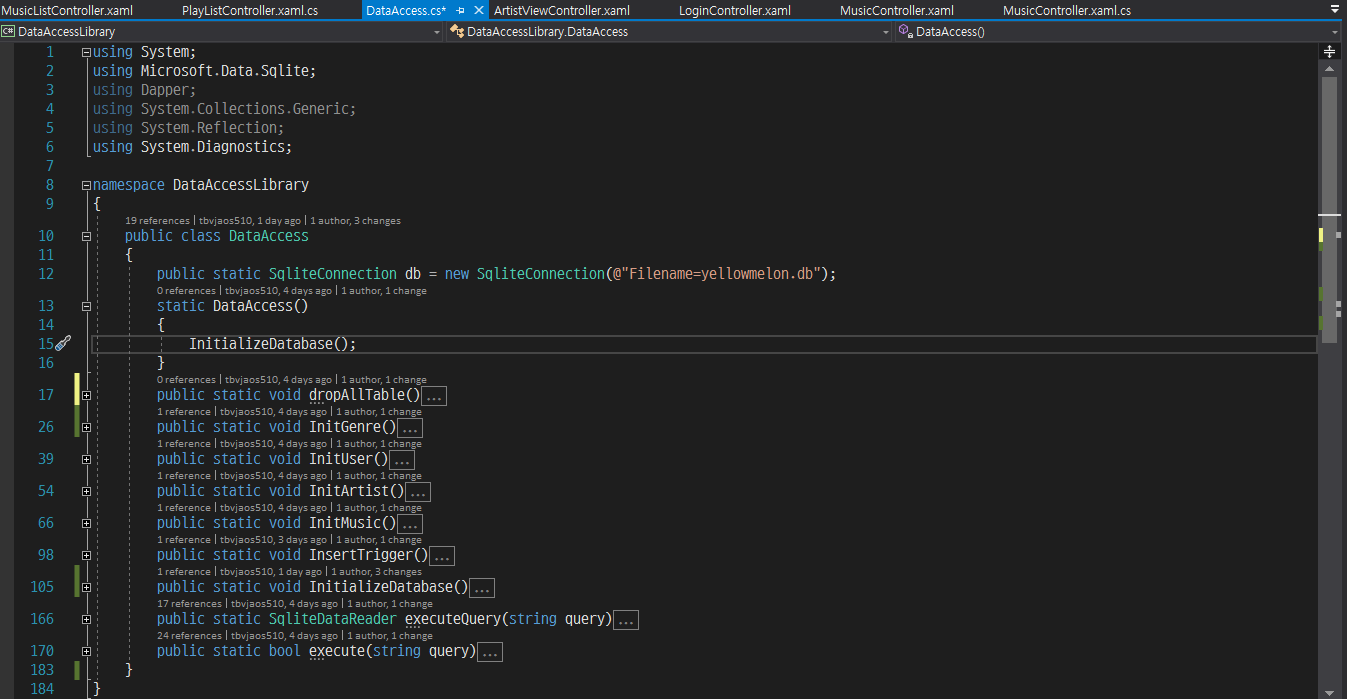 MusicListController.xaml PlayListController.xaml.cs DataAccess.cs* ArtistViewController.xaml LoginController.xaml MusicController.xaml MusicController.xaml.cs
C# DataAccessLibrary DataAccessLibrary.DataAccess DataAccess()
1 using System;
2 using Microsoft.Data.Sqlite;
3 using Dapper;
4 using System.Collections.Generic;
5 using System.Reflection;
6 using System.Diagnostics;
7
8 namespace DataAccessLibrary
9 {
19 references | tbvjaos510, 1 day ago | 1 author, 3 changes
10 public class DataAccess
11 {
12 public static SqliteConnection db = new SqliteConnection(@"Filename=yellowmelon.db");
0 references | tbvjaos510, 4 days ago | 1 author, 1 change
13 static DataAccess()
14 {
15 InitializeDatabase();
16 }
0 references | tbvjaos510, 4 days ago | 1 author, 1 change
17 public static void dropAllTable()...
1 reference | tbvjaos510, 4 days ago | 1 author, 1 change
26 public static void InitGenre()...
1 reference | tbvjaos510, 4 days ago | 1 author, 1 change
39 public static void InitUser()...
1 reference | tbvjaos510, 4 days ago | 1 author, 1 change
54 public static void InitArtist()...
1 reference | tbvjaos510, 4 days ago | 1 author, 1 change
66 public static void InitMusic()...
1 reference | tbvjaos510, 3 days ago | 1 author, 1 change
98 public static void InsertTrigger()...
1 reference | tbvjaos510, 1 day ago | 1 author, 3 changes
105 public static void InitializeDatabase()...
17 references | tbvjaos510, 4 days ago | 1 author, 1 change
166 public static SqliteDataReader executeQuery(string query)...
24 references | tbvjaos510, 4 days ago | 1 author, 1 change
170 public static bool execute(string query)...
183 }
184 }